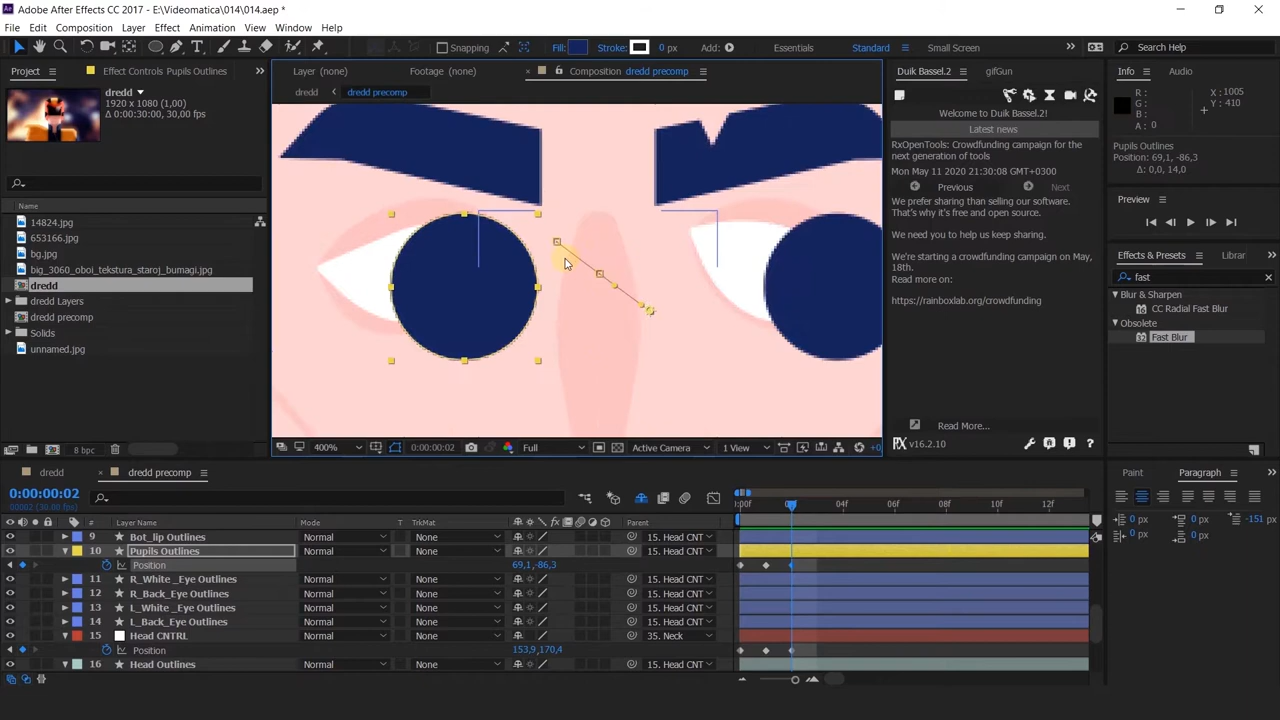 Adobe After Effects CC 2017 - E:\Videomatica\014\014.aep *
File Edit Composition Layer Effect Animation View Window Help
Snapping Fill: Stroke: 0 px Add: Essentials Standard Small Screen Search Help
Project Effect Controls Pupils Outlines
Layer (none) Footage (none) Composition dredd precomp
Duik Bassel.2 gifGun
Info Audio
dredd
1920 x 1080 (1,00)
Δ 0:00:30:00, 30,00 fps
dredd dredd precomp
Welcome to Duik Bassel.2!
Latest news
RxOpenTools: Crowdfunding campaign for the next generation of tools
Mon May 11 2020 21:30:08 GMT+0300
Previous Next
We prefer sharing than selling our software. That's why it's free and open source.
We need you to help us keep sharing.
We're starting a crowdfunding campaign on May, 18th.
Read more on:
https://rainboxlab.org/crowdfunding
Read More...
v16.2.10
R :
G :
B :
A : 0
X : 1005
Y : 410
Pupils Outlines
Position: 69,1, -86,3
Δ: 0,0, 14,0
Preview
Effects & Presets Librar
fast
Blur & Sharpen
CC Radial Fast Blur
Obsolete
32 Fast Blur
Name
14824.jpg
653166.jpg
bg.jpg
big_3060_oboi_tekstura_staroj_bumagi.jpg
dredd
dredd Layers
dredd precomp
Solids
unnamed.jpg
8 bpc
400% 0:00:00:02 Full Active Camera 1 View +0
dredd dredd precomp
0:00:00:02
00002 (30.00 fps)
:00F 04f 06f 08f 10f 12f
# Layer Name Mode T TrkMat Parent
9 Bot_lip Outlines Normal None 15. Head CNT
10 Pupils Outlines Normal None 15. Head CNT
Position 69,1,-86,3
11 R_White _Eye Outlines Normal None 15. Head CNT
12 R_Back_Eye Outlines Normal None 15. Head CNT
13 L_White _Eye Outlines Normal None 15. Head CNT
14 L_Back_Eye Outlines Normal None 15. Head CNT
15 Head CNTRL Normal None 35. Neck
Position 153,9,170,4
16 Head Outlines Normal None 15. Head CNT
Paint Paragraph
0 px 0 px -151 px
0 px 0 px